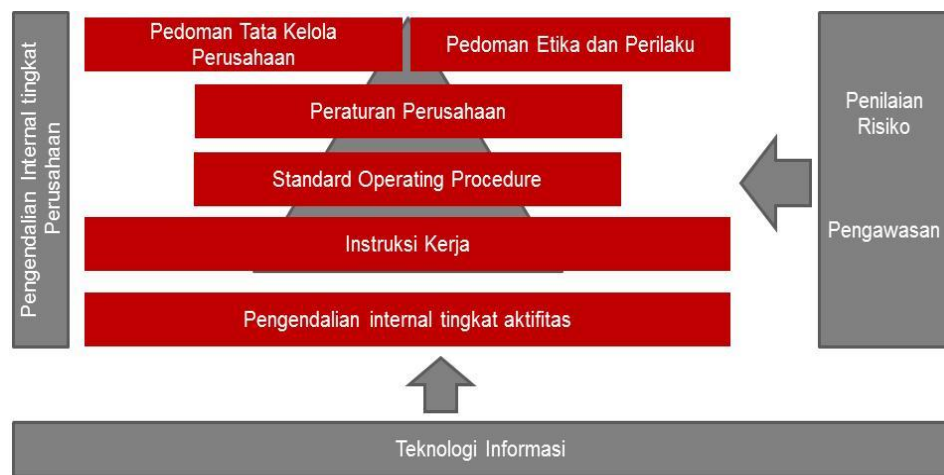 Pengendalian Internal tingkat
Perusahaan
Pedoman Tata Kelola
Perusahaan
Pedoman Etika dan Perilaku
Peraturan Perusahaan
Standard Operating Procedure
Instruksi Kerja
Pengendalian internal tingkat aktifitas
Penilaian
Risiko
Pengawasan
Teknologi Informasi